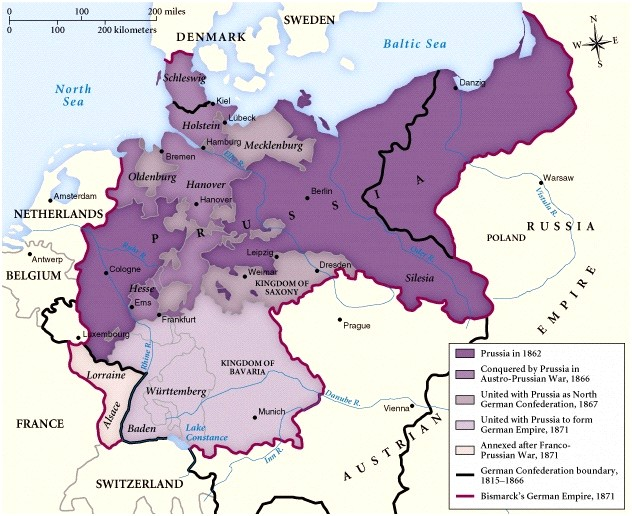 0 100 200 miles
0 100 200 kilometers
SWEDEN
DENMARK
Baltic Sea
N
W E
S
North
Sea
Schleswig
Danzig
Kiel
Lübeck
Holstein
Hamburg
Mecklenburg
Bremen
Elbe R.
Oldenburg
Hanover
Hanover
Berlin
Warsaw
Vistula R.
Amsterdam
NETHERLANDS
PRUSSIA
RUSSIAN
EMPIRE
POLAND
Antwerp
BELGIUM
Ruhr R.
Cologne
Leipzig
Weimar
Dresden
KINGDOM OF
SAXONY
Oder R.
Silesia
Hesse
Ems
Frankfurt
Prague
Luxembourg
Rhine R.
Lorraine
Alsace
Württemberg
KINGDOM OF
BAVARIA
Danube R.
Vienna
Munich
FRANCE
Baden
Lake
Constance
Inn R.
AUSTRIAN
SWITZERLAND
Prussia in 1862
Conquered by Prussia in
Austro-Prussian War, 1866
United with Prussia as North
German Confederation, 1867
United with Prussia to form
German Empire, 1871
Annexed after Franco-
Prussian War, 1871
German Confederation boundary,
1815–1866
Bismarck's German Empire, 1871